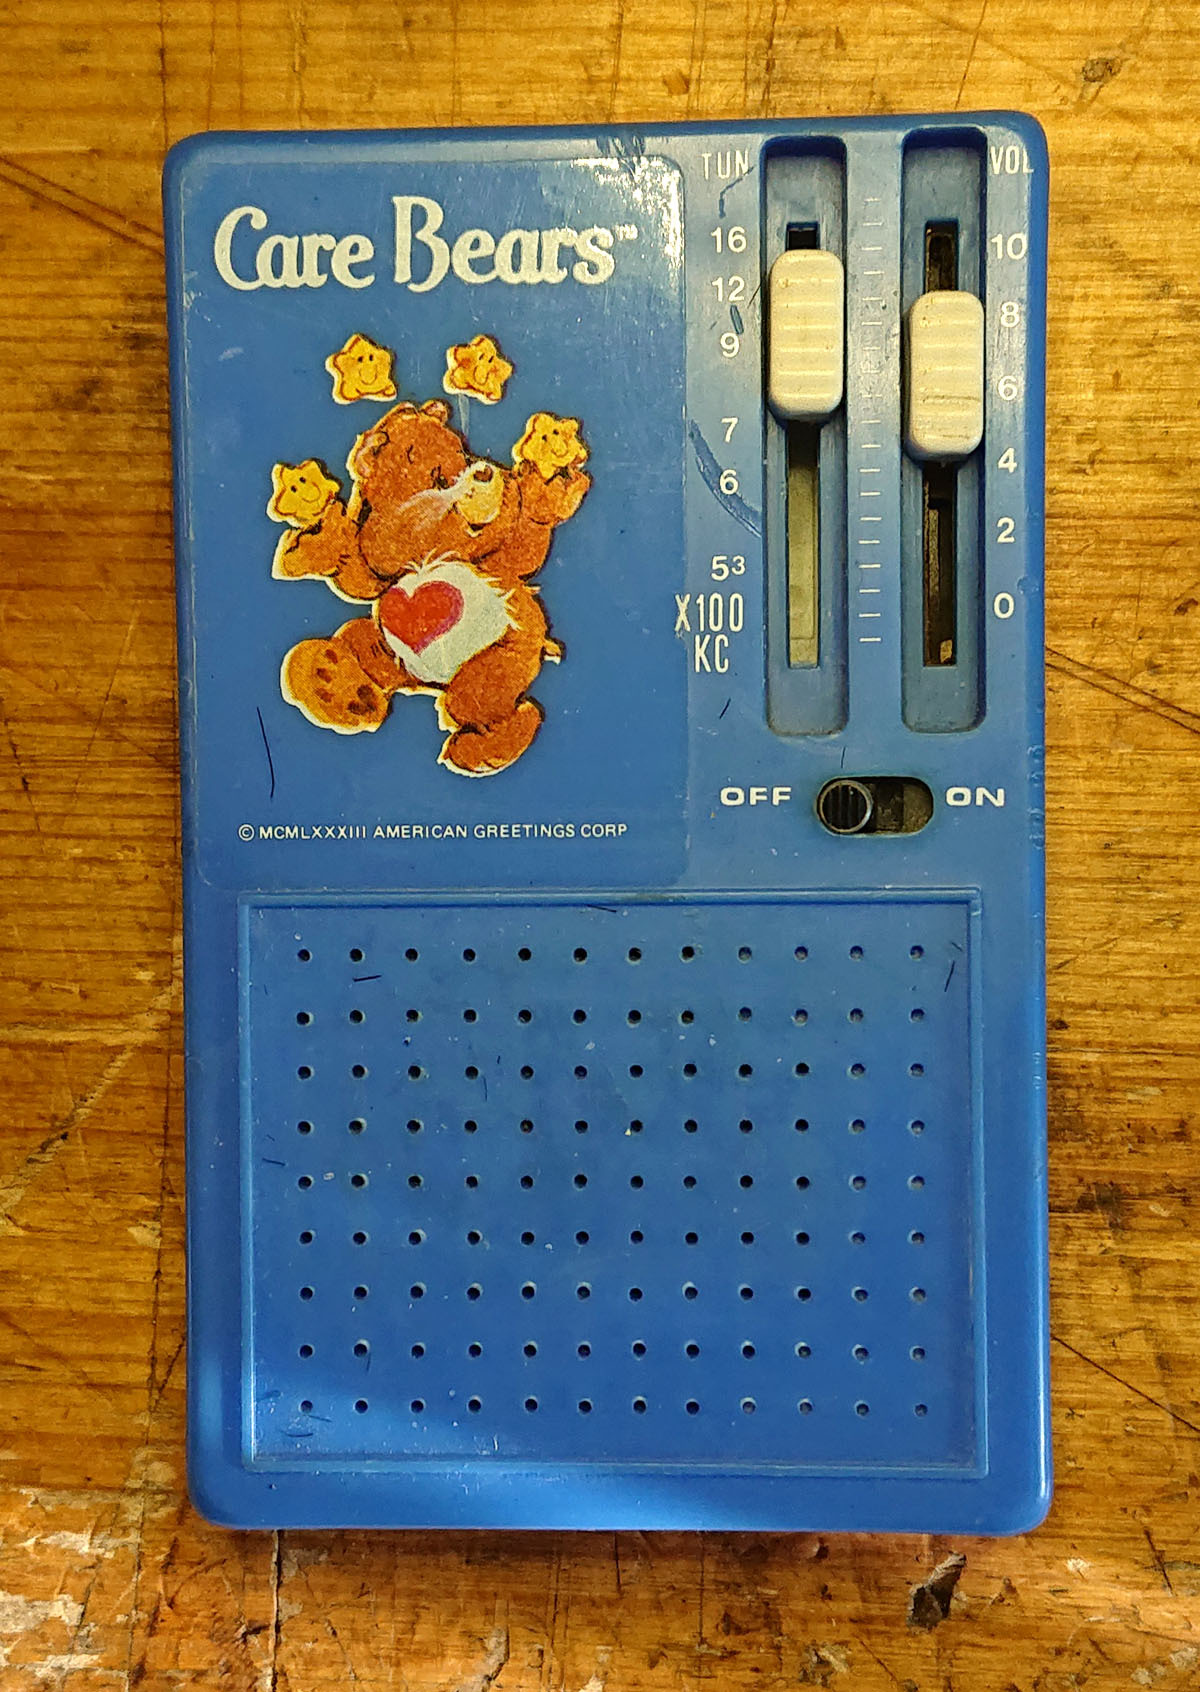 Care Bears™
TUN
16
12
9
7
6
53
X100
KC
VOL
10
8
6
4
2
0
OFF ON
© MCMLXXXIII AMERICAN GREETINGS CORP